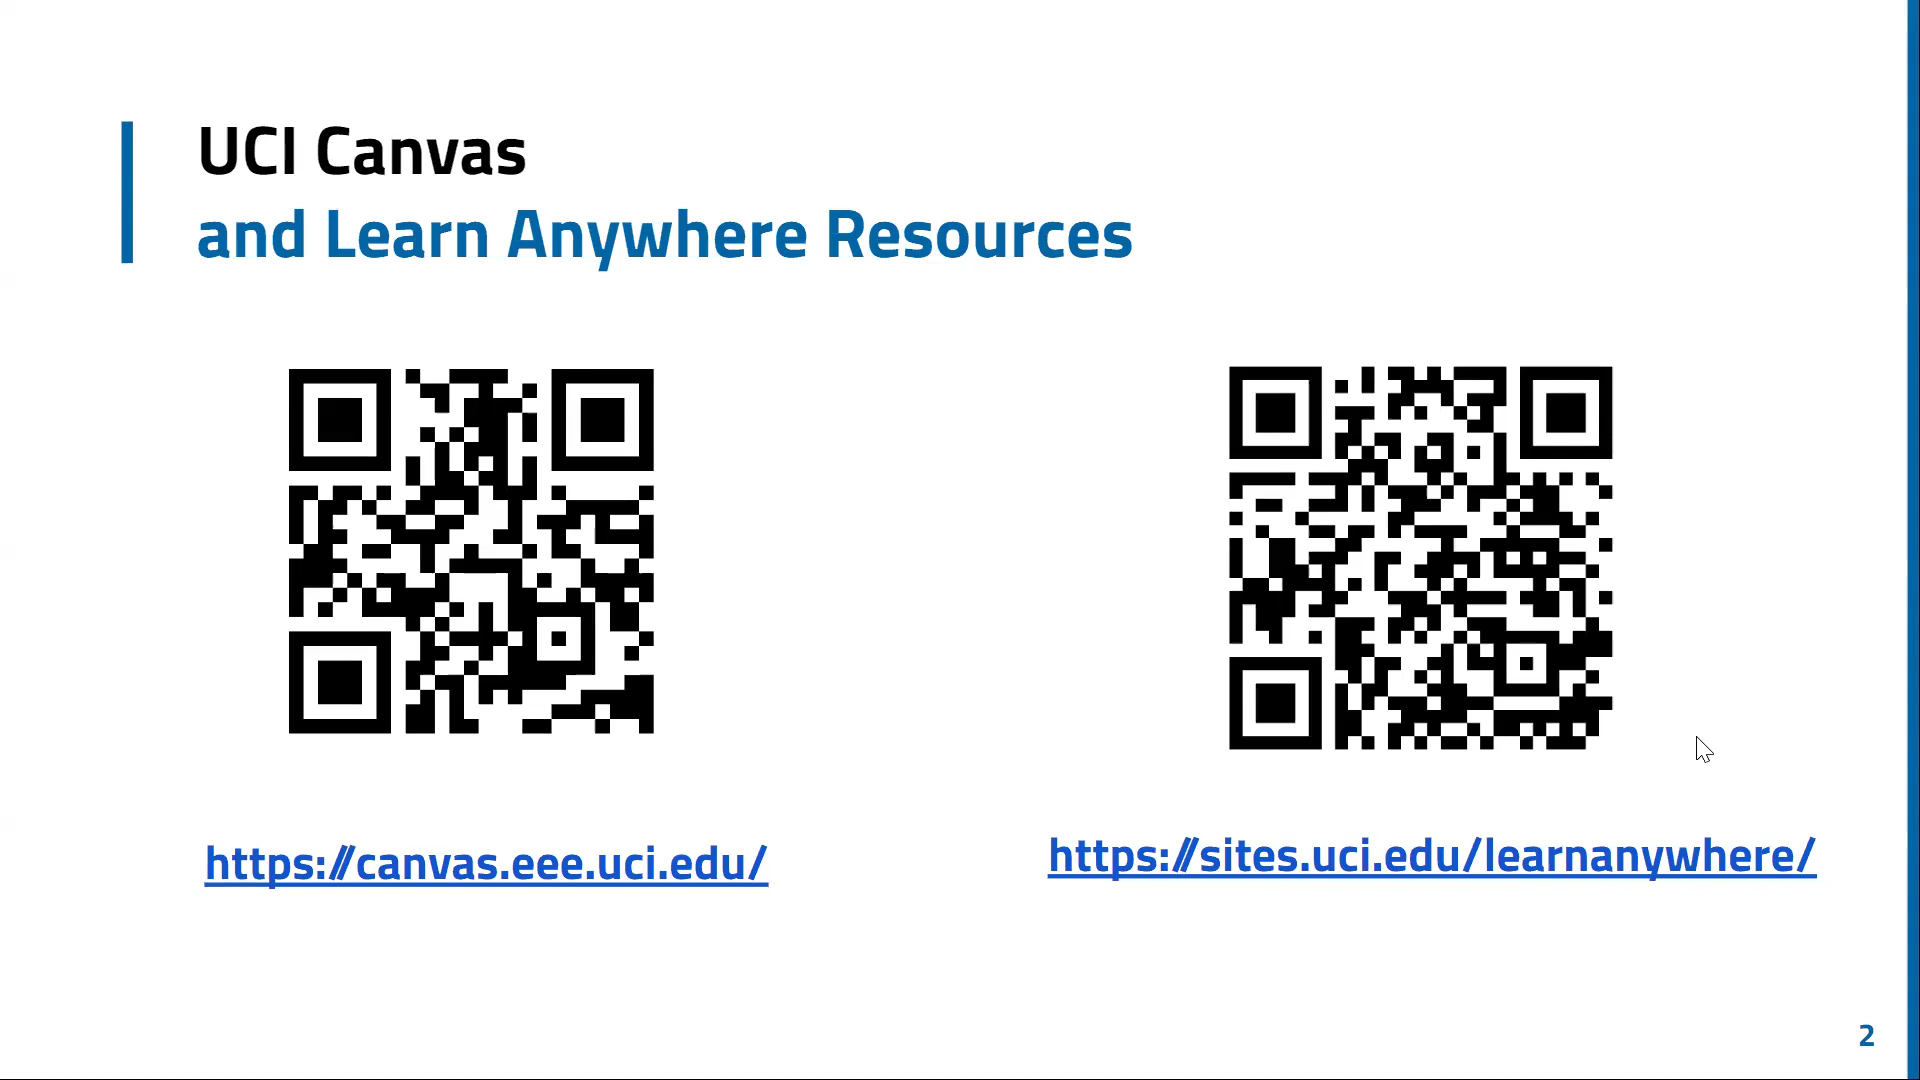 UCI Canvas
and Learn Anywhere Resources
https://canvas.eee.uci.edu/
https://sites.uci.edu/learnanywhere/
2